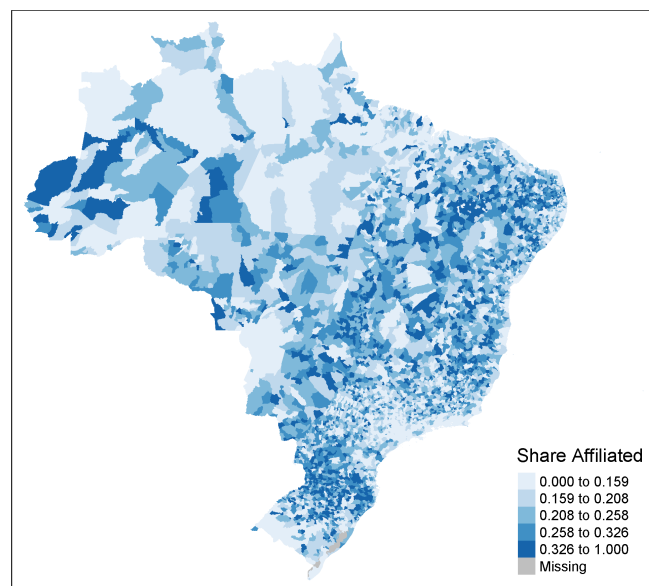 Share Affiliated
0.000 to 0.159
0.159 to 0.208
0.208 to 0.258
0.258 to 0.326
0.326 to 1.000
Missing